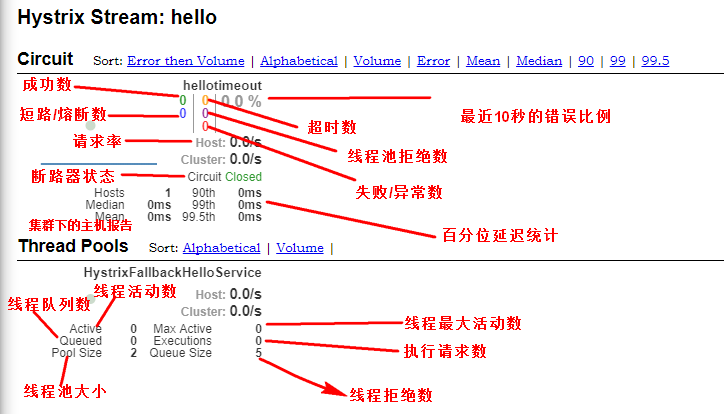 Hystrix Stream: hello
Circuit Sort: Error then Volume | Alphabetical | Volume | Error | Mean | Median | 90 | 99 | 99.5
成功数
hellotimeout
0 0 0.0 %
短路/熔断数
0 0
0
最近10秒的错误比例
超时数
请求率
Host: 0.0/s
线程池拒绝数
Cluster: 0.0/s
断路器状态
Circuit Closed
失败/异常数
Hosts 1 90th 0ms
Median 0ms 99th 0ms
Mean 0ms 99.5th 0ms
集群下的主机报告
百分位延迟统计
Thread Pools Sort: Alphabetical | Volume |
HystrixFallbackHelloService
线程活动数
Host: 0.0/s
线程队列数
Cluster: 0.0/s
Active 0 Max Active 0
线程最大活动数
Queued 0 Executions 0
执行请求数
Pool Size 2 Queue Size 5
线程池大小
线程拒绝数